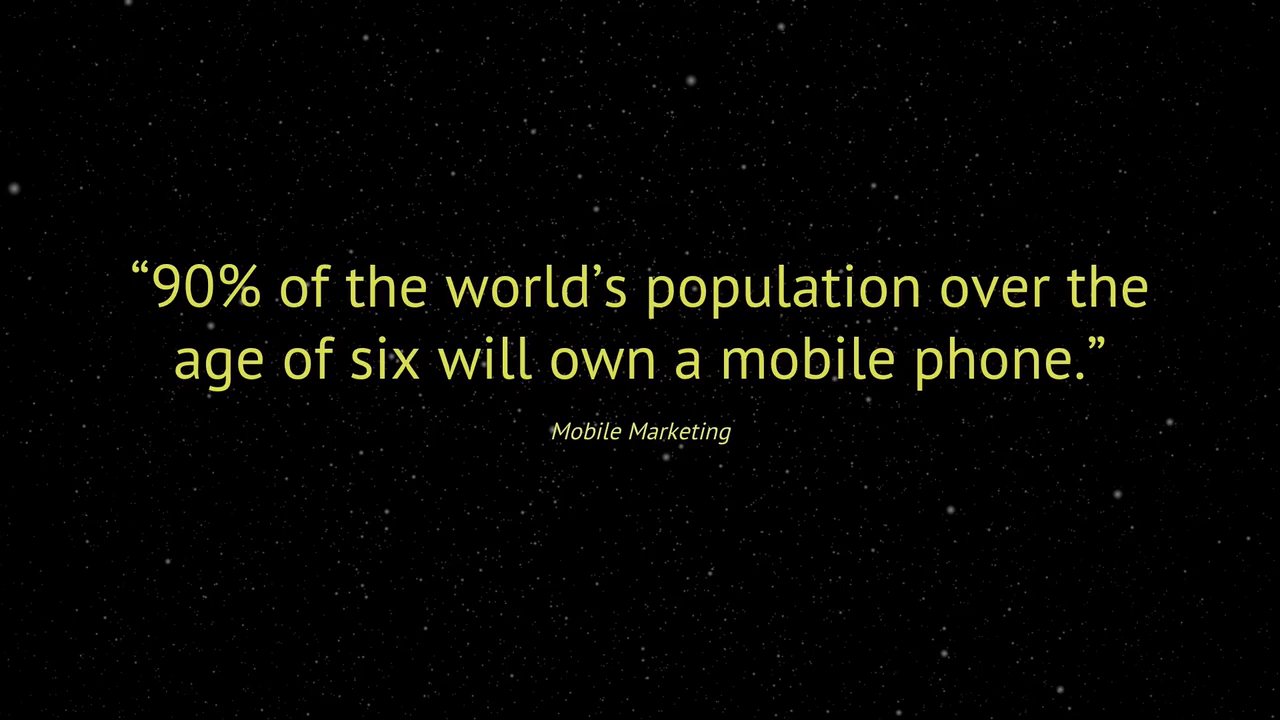 “90% of the world’s population over the
age of six will own a mobile phone.”
Mobile Marketing